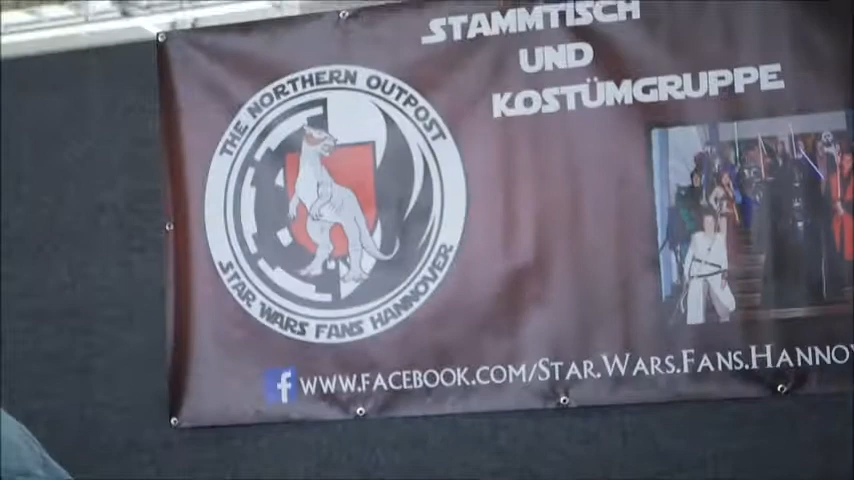 STAMMTISCH
UND
KOSTÜMGRUPPE
THE NORTHERN OUTPOST
STAR WARS FANS HANNOVER
f WWW.FACEBOOK.COM/STAR.WARS.FANS.HANNOV